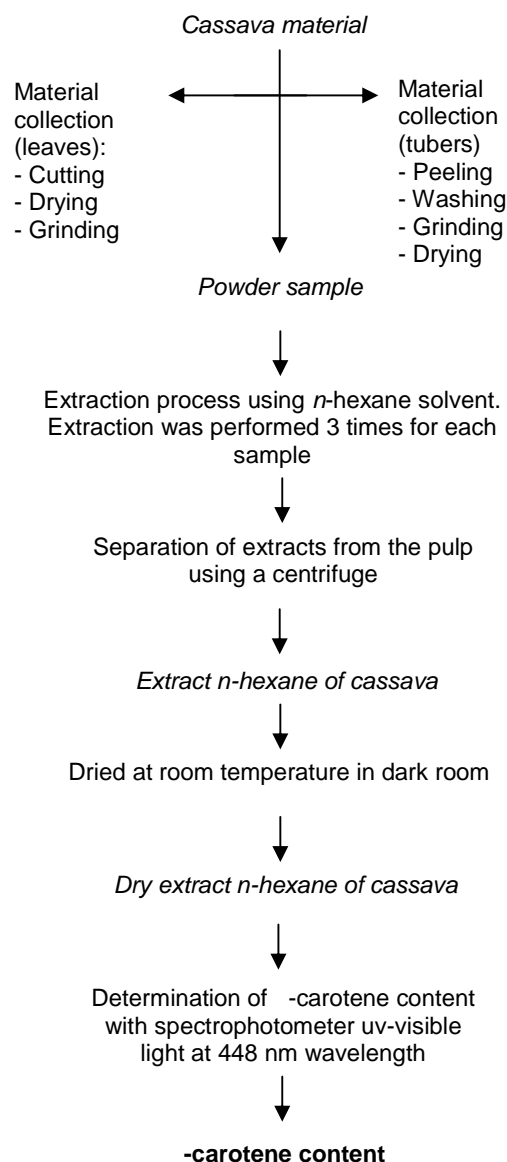 Cassava material
Material
collection
(leaves):
- Cutting
- Drying
- Grinding
Material
collection
(tubers)
- Peeling
- Washing
- Grinding
- Drying
Powder sample
Extraction process using n-hexane solvent.
Extraction was performed 3 times for each
sample
Separation of extracts from the pulp
using a centrifuge
Extract n-hexane of cassava
Dried at room temperature in dark room
Dry extract n-hexane of cassava
Determination of -carotene content
with spectrophotometer uv-visible
light at 448 nm wavelength
-carotene content